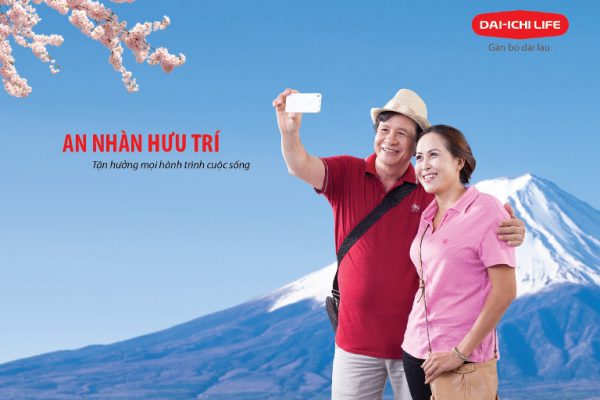 DAI-ICHI LIFE
Gắn bó dài lâu.
AN NHÀN HƯU TRÍ
Tận hưởng mọi hành trình cuộc sống